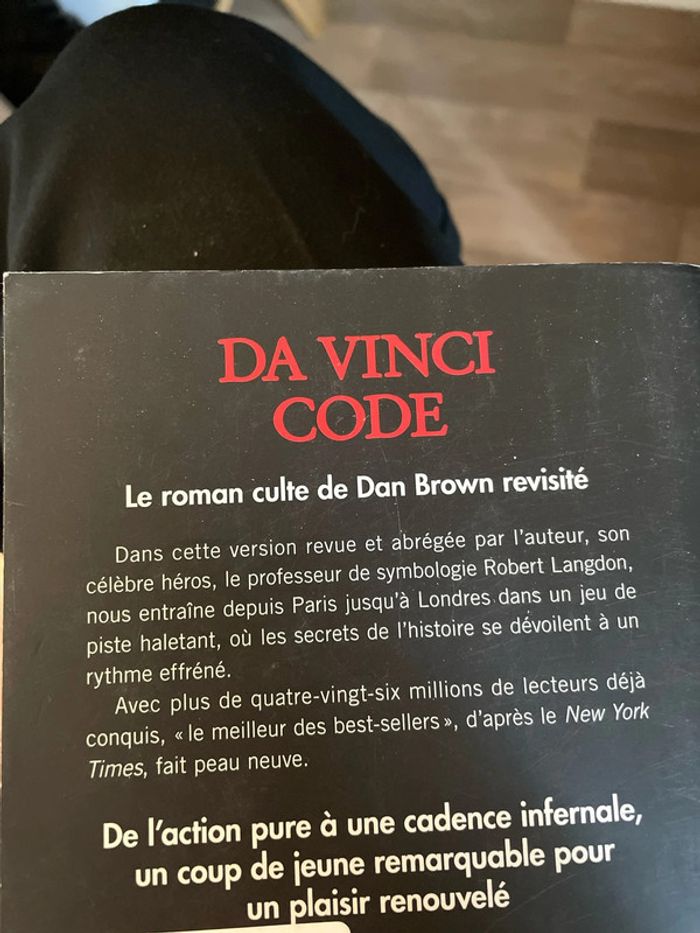 DA VINCI
CODE
Le roman culte de Dan Brown revisité
Dans cette version revue et abrégée par l'auteur, son
célèbre héros, le professeur de symbologie Robert Langdon,
nous entraîne depuis Paris jusqu'à Londres dans un jeu de
piste haletant, où les secrets de l'histoire se dévoilent à un
rythme effréné.
Avec plus de quatre-vingt-six millions de lecteurs déjà
conquis, « le meilleur des best-sellers », d'après le New York
Times, fait peau neuve.
De l'action pure à une cadence infernale,
un coup de jeune remarquable pour
un plaisir renouvelé